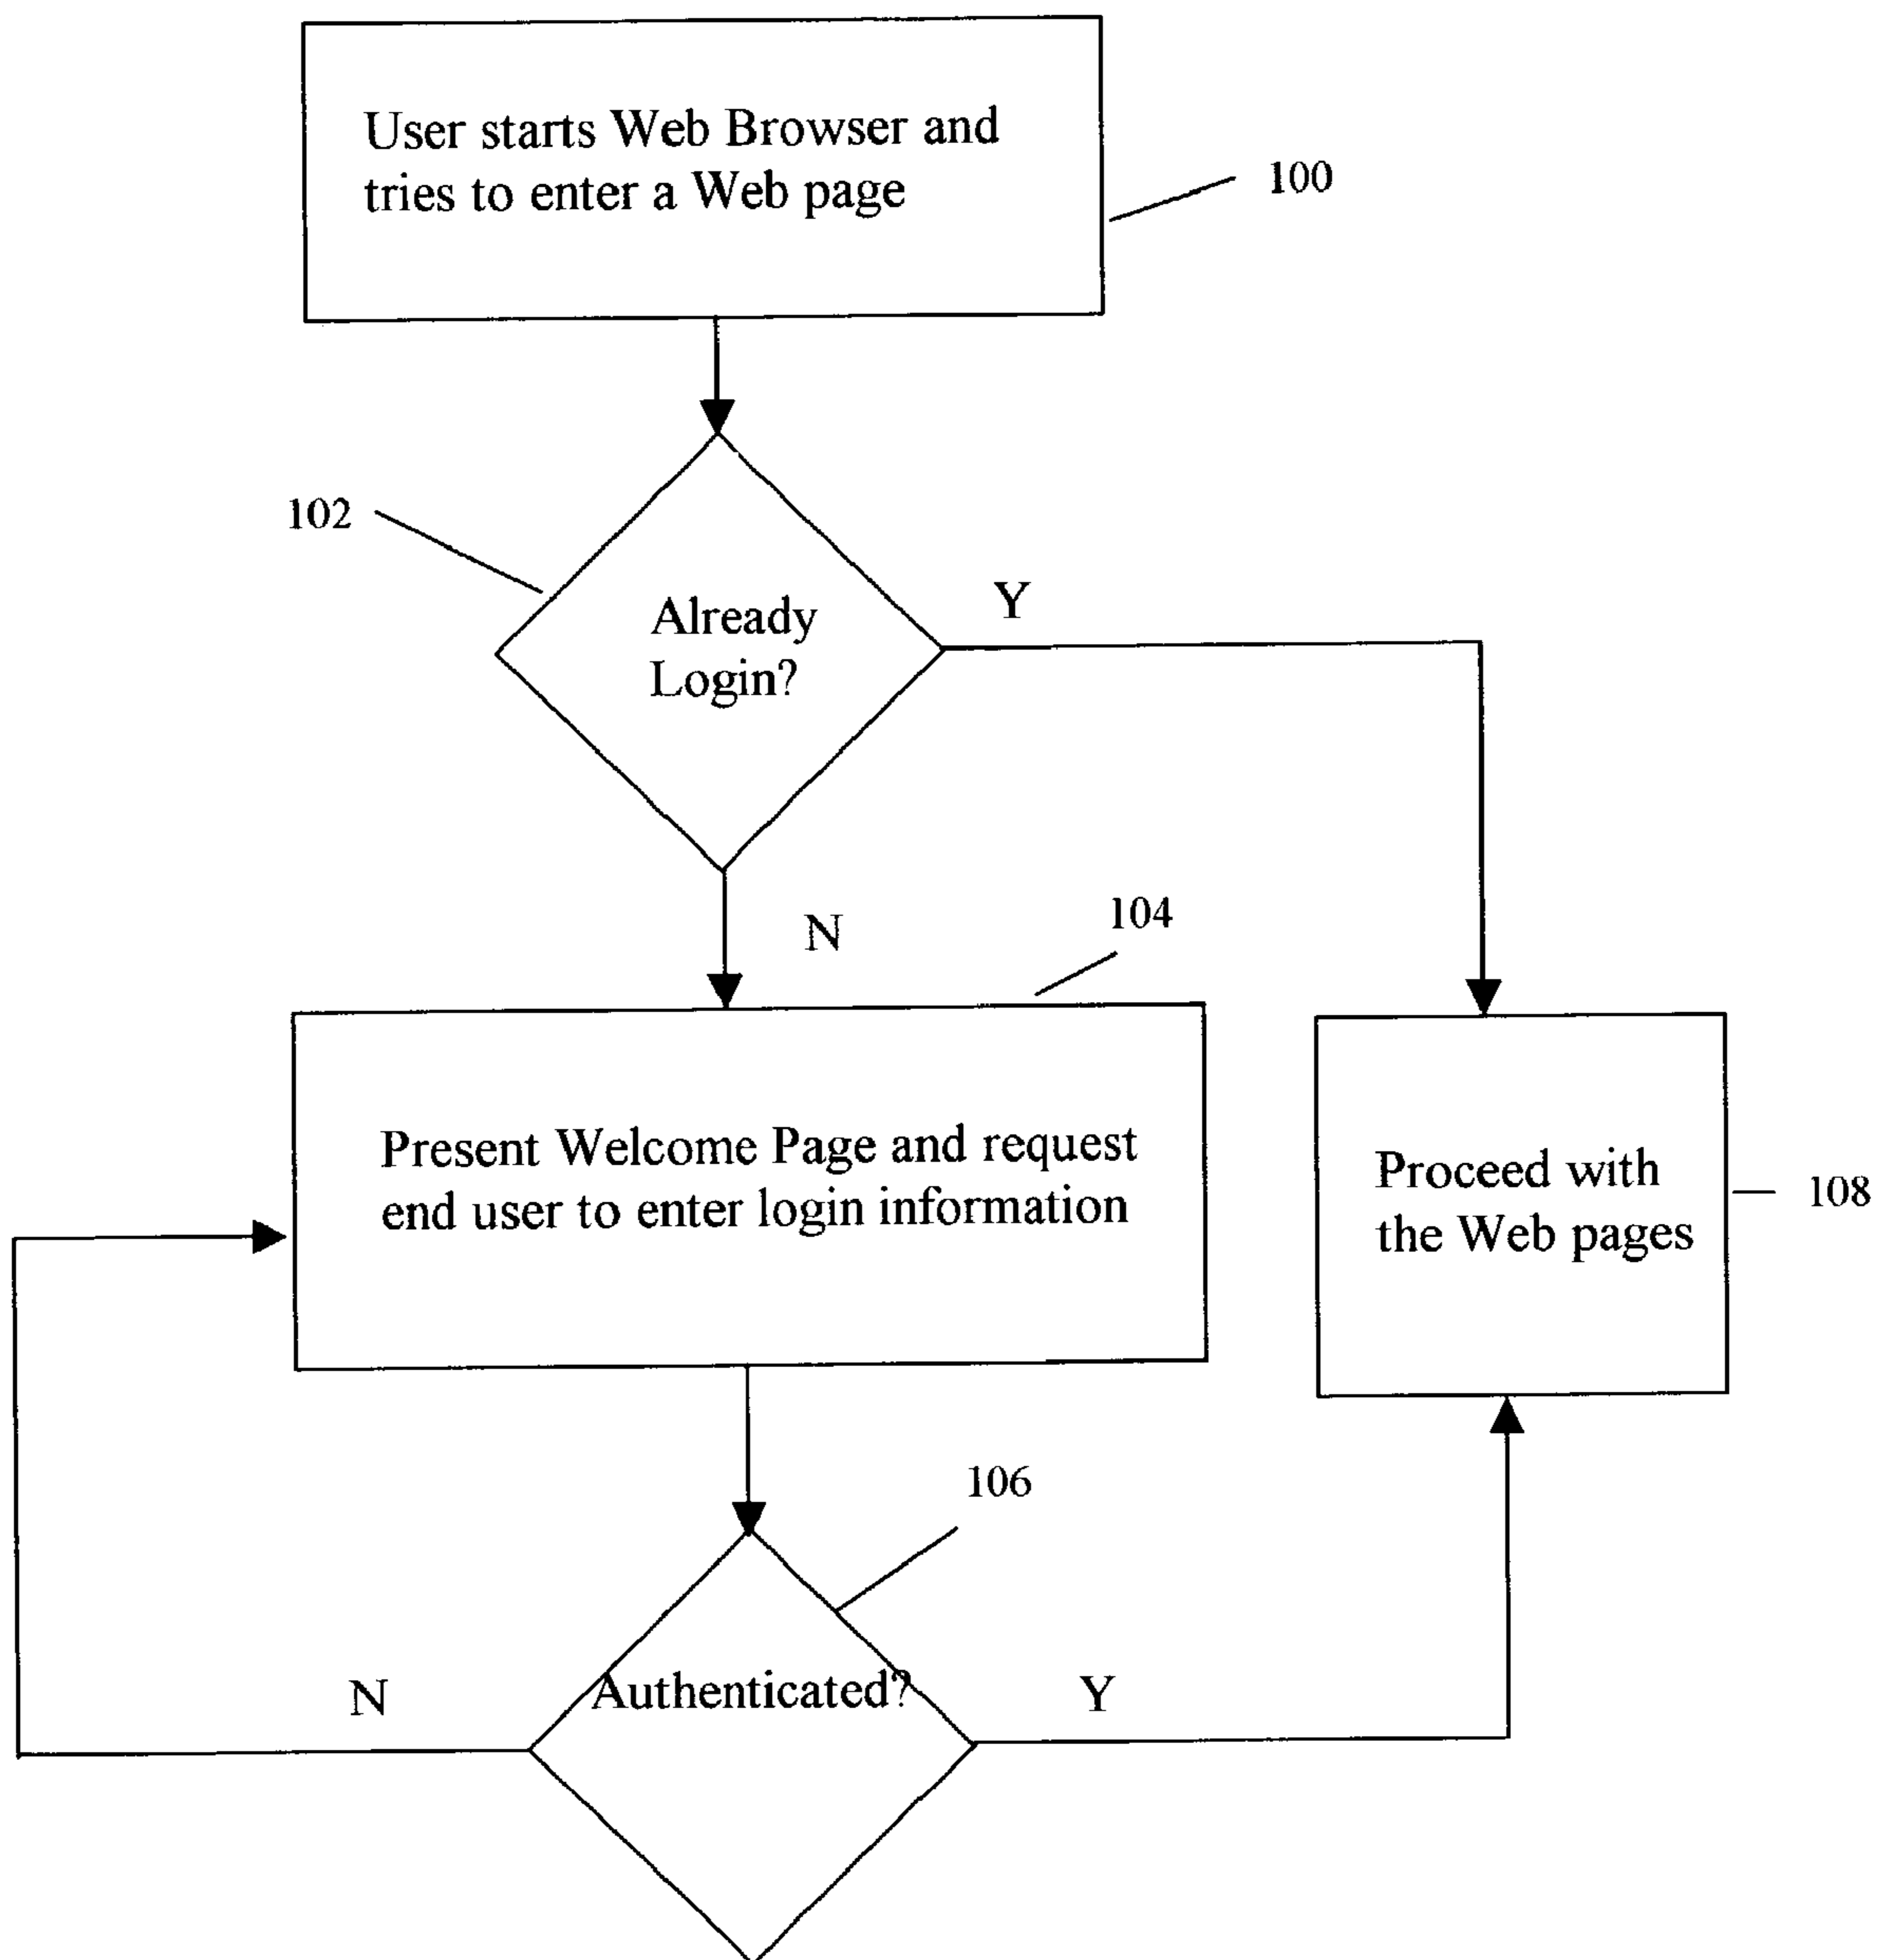 User starts Web Browser and
tries to enter a Web page
100
102
Already
Login?
Y
N
104
Present Welcome Page and request
end user to enter login information
Proceed with
the Web pages
108
106
N
Authenticated?
Y